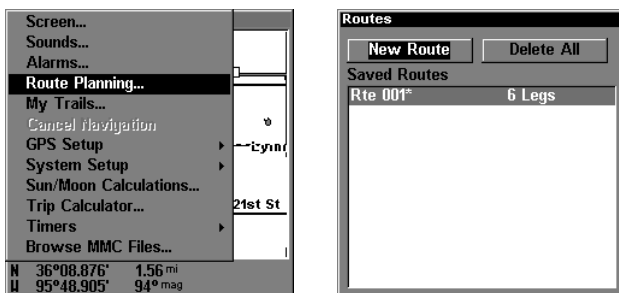 Screen...
Sounds...
Alarms...
Route Planning...
My Trails...
Cancel Navigation
GPS Setup
System Setup
Sun/Moon Calculations...
Trip Calculator...
Timers
Browse MMC Files...
21st St
N 36°08.876' 1.56 mi
W 95°48.905' 94° mag
Routes
New Route Delete All
Saved Routes
Rte 001* 6 Legs